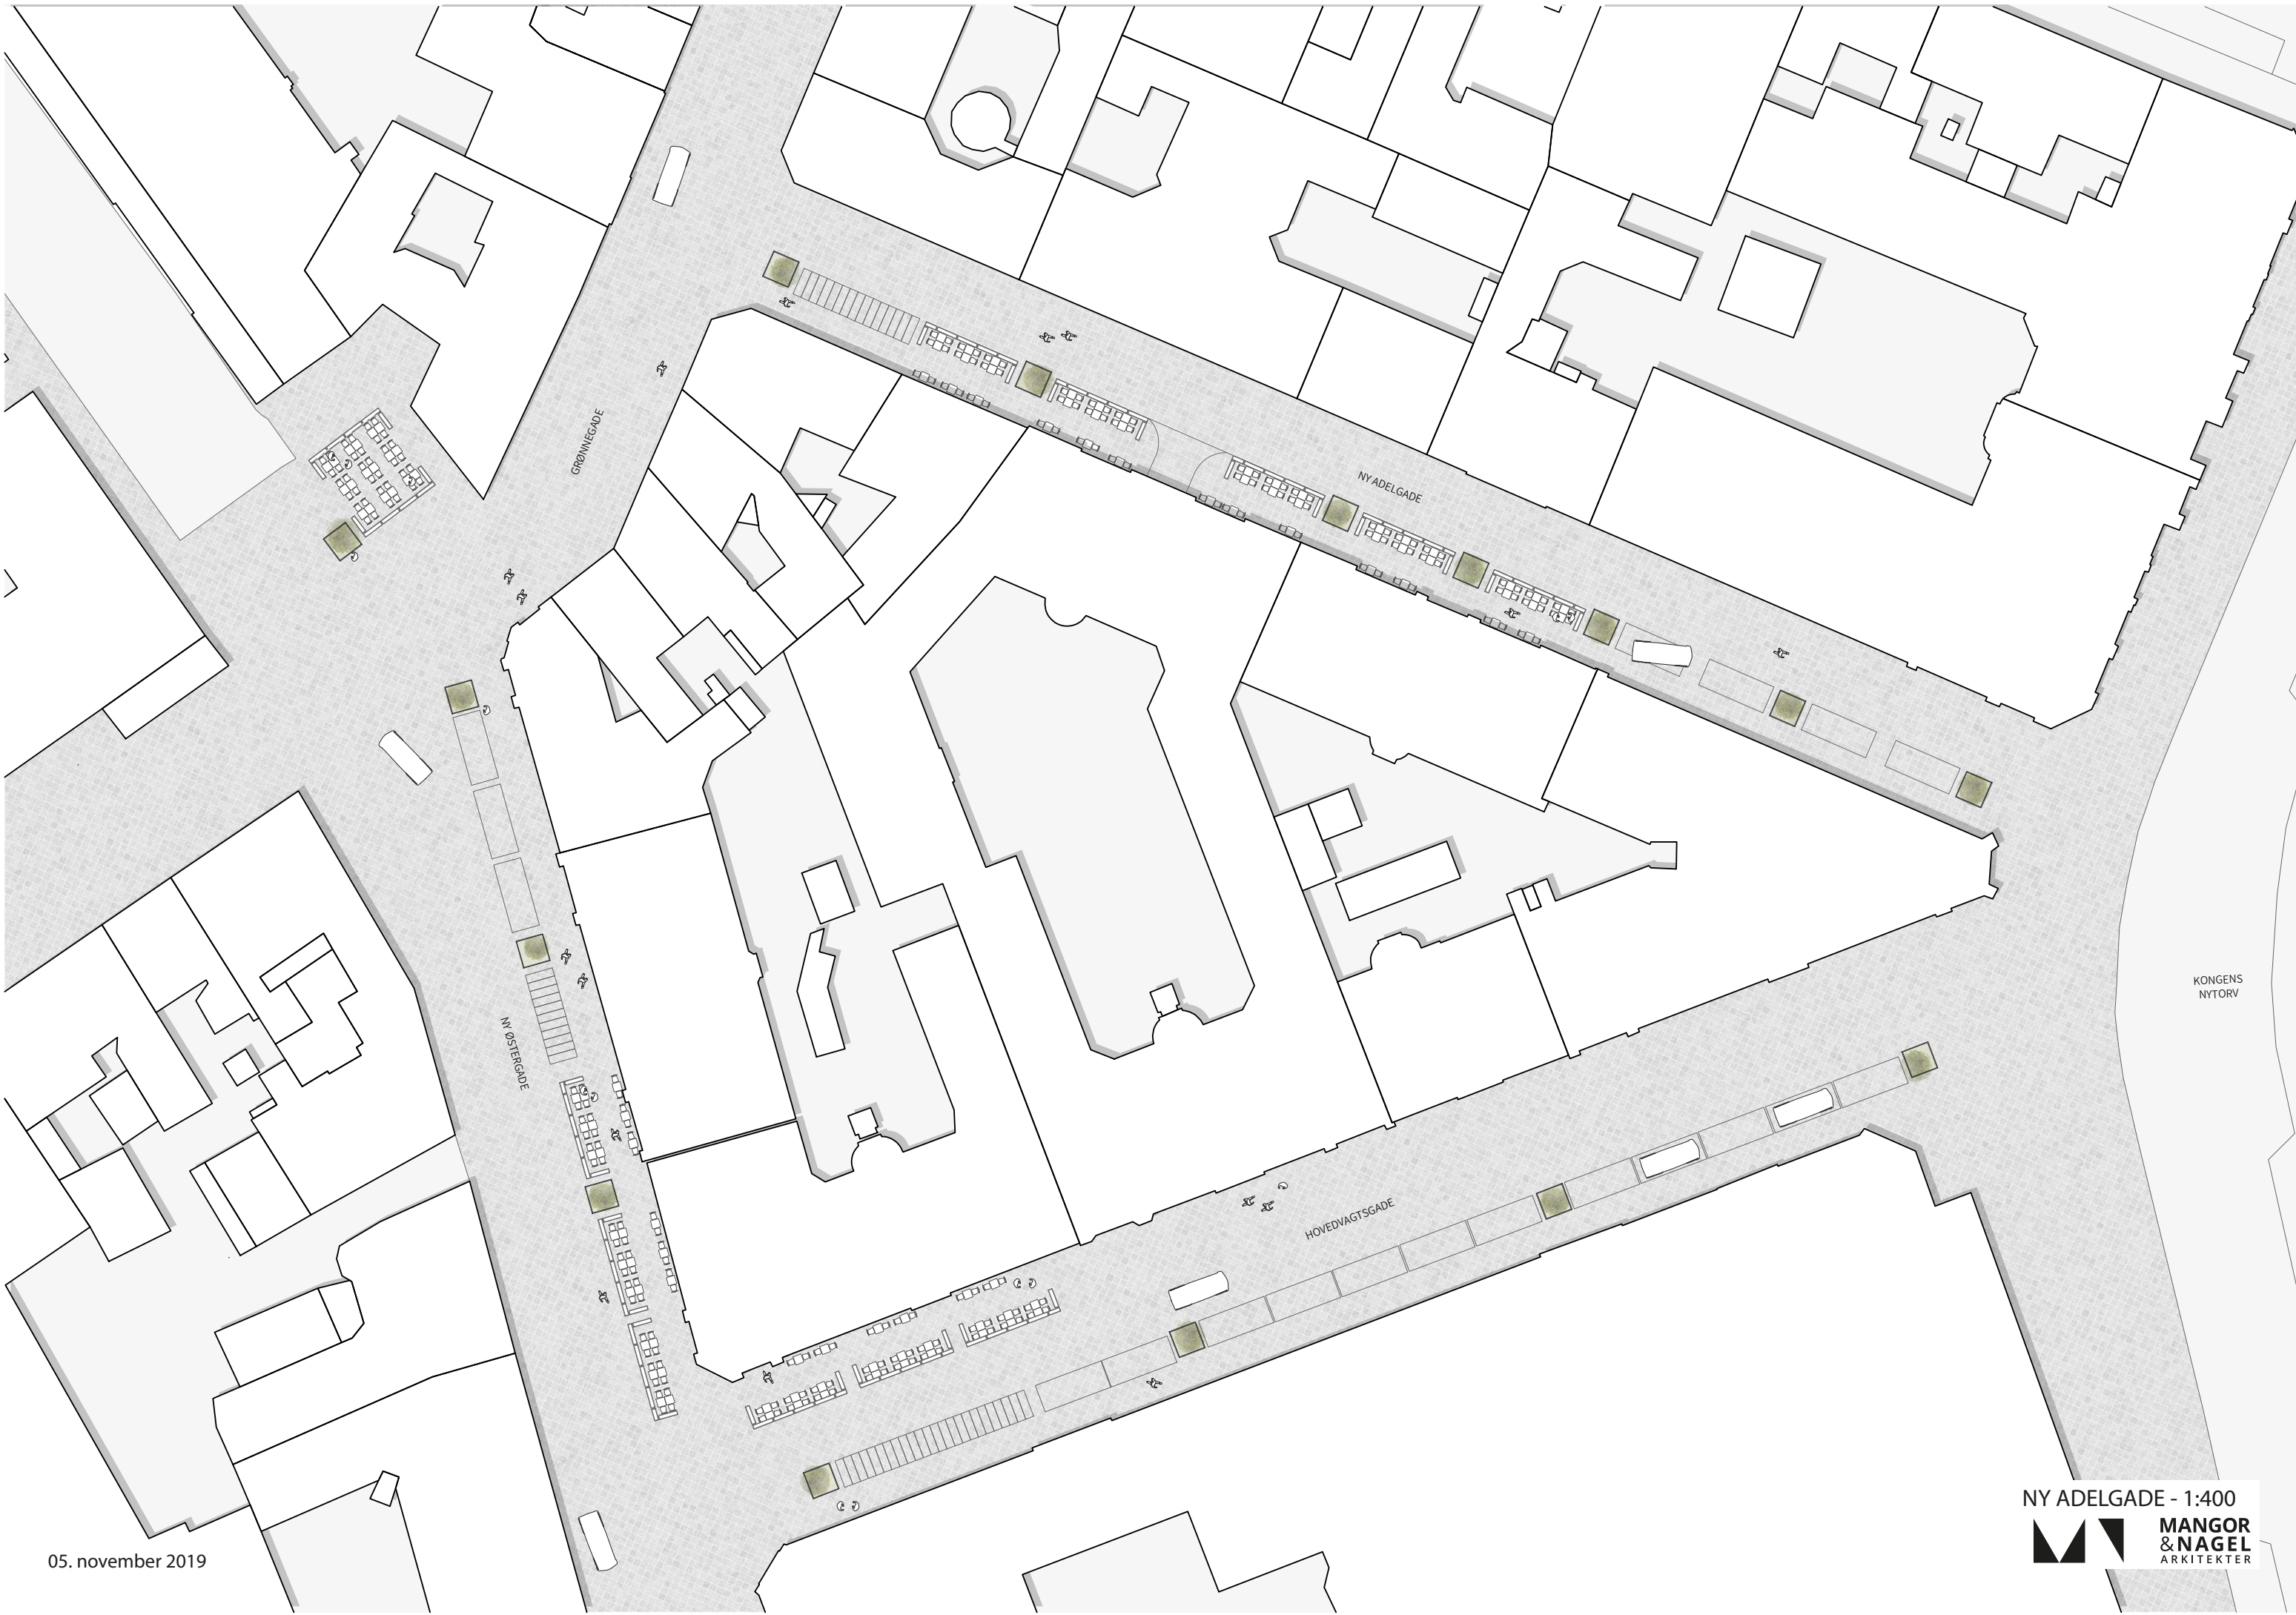 GRØNNEGADE
NY ADELGADE
KONGENS
NYTORV
NY ØSTERGADE
HOVEDVAGTSGADE
NY ADELGADE - 1:400
MANGOR
&NAGEL
ARKITEKTER
05. november 2019